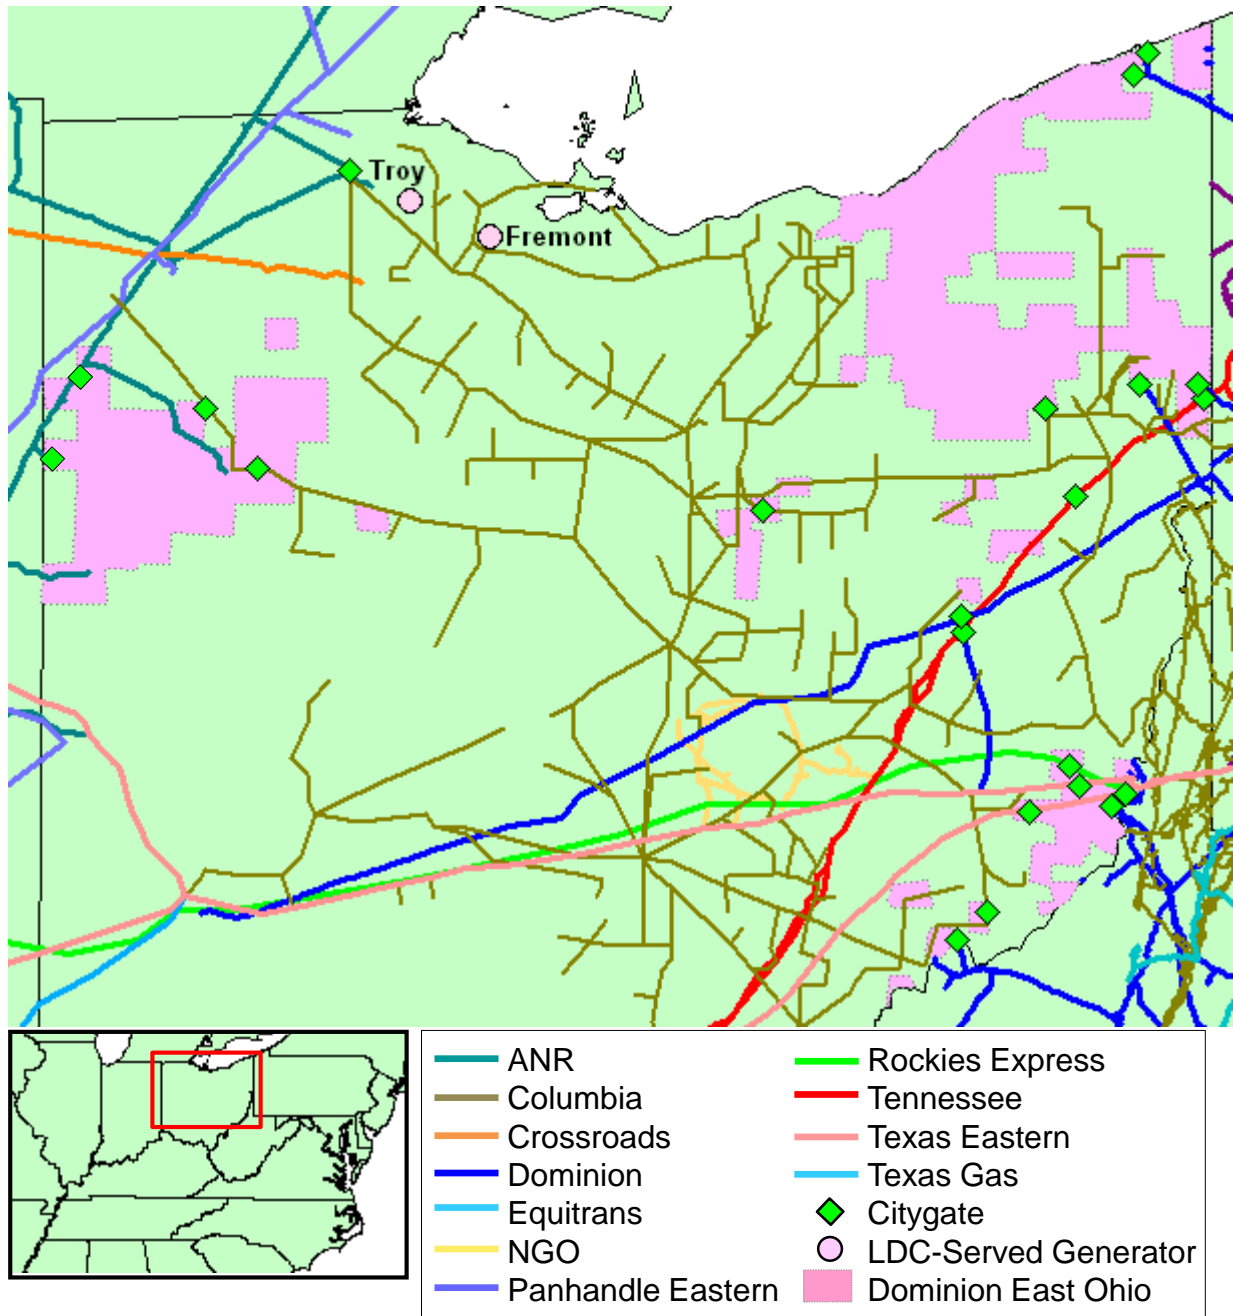 Troy
Fremont
ANR
Columbia
Crossroads
Dominion
Equitrans
NGO
Panhandle Eastern
Rockies Express
Tennessee
Texas Eastern
Texas Gas
Citygate
LDC-Served Generator
Dominion East Ohio